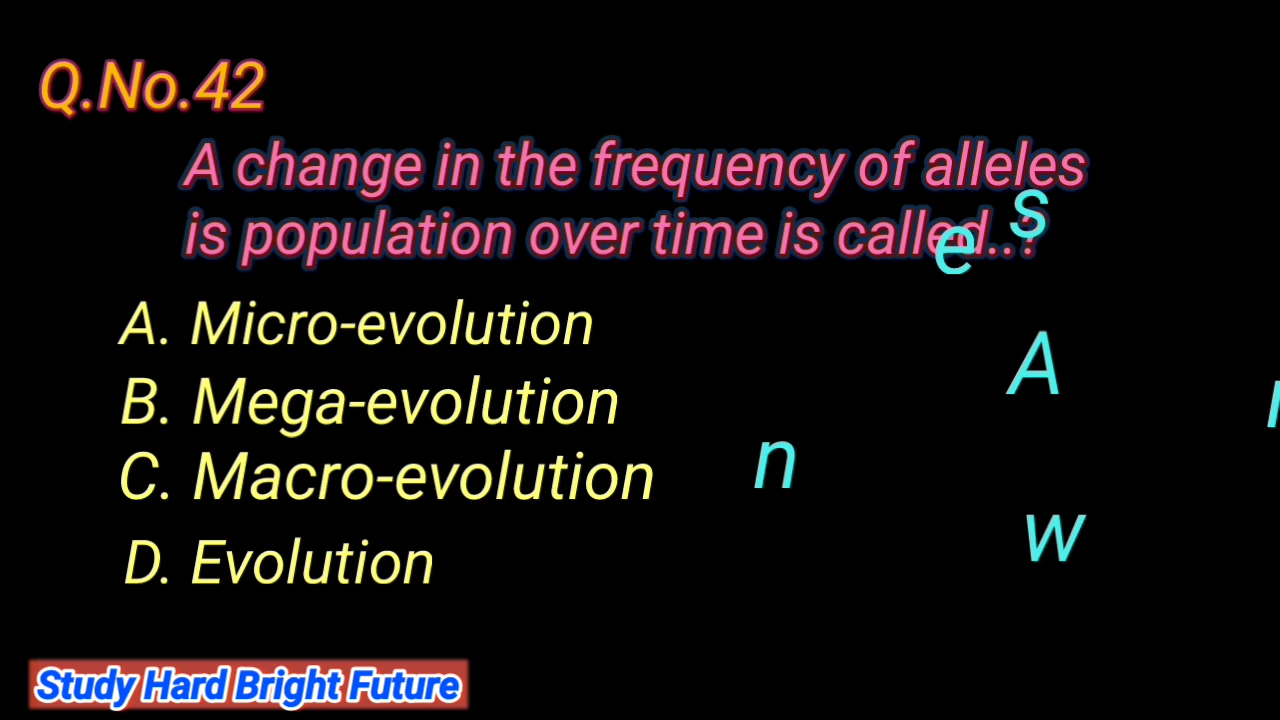 Q.No.42
A change in the frequency of alleles
is population over time is called..?
A. Micro-evolution
B. Mega-evolution
C. Macro-evolution
D. Evolution
s
e
A
n
w
Study Hard Bright Future